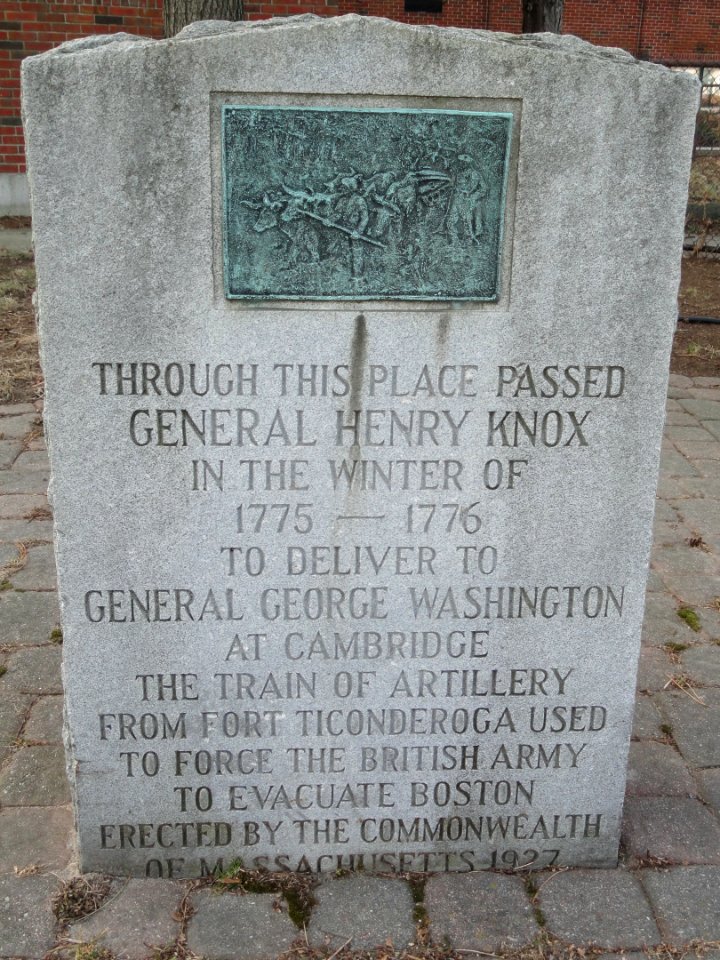 THROUGH THIS PLACE PASSED
GENERAL HENRY KNOX
IN THE WINTER OF
1775 — 1776
TO DELIVER TO
GENERAL GEORGE WASHINGTON
AT CAMBRIDGE
THE TRAIN OF ARTILLERY
FROM FORT TICONDEROGA USED
TO FORCE THE BRITISH ARMY
TO EVACUATE BOSTON
ERECTED BY THE COMMONWEALTH
OF MASSACHUSETTS 1927